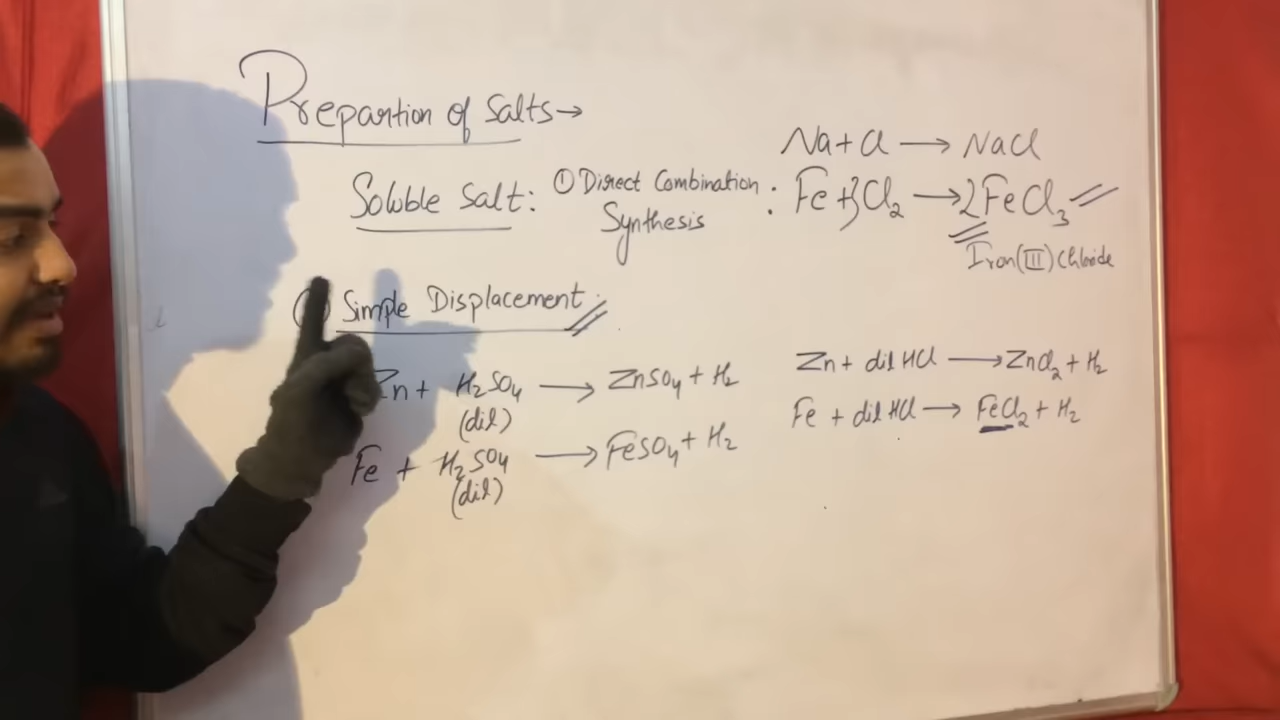 Prepartion of Salts→
Na + Cl → NaCl
Soluble Salt: ① Direct Combination : Fe + 3Cl₂ → 2FeCl₃
Synthesis
Iron(III) Chloride
Simple Displacement :
Zn + H₂SO₄ → ZnSO₄ + H₂
(dil)
Fe + H₂SO₄ → FeSO₄ + H₂
(dil)
Zn + dil HCl → ZnCl₂ + H₂
Fe + dil HCl → FeCl₂ + H₂